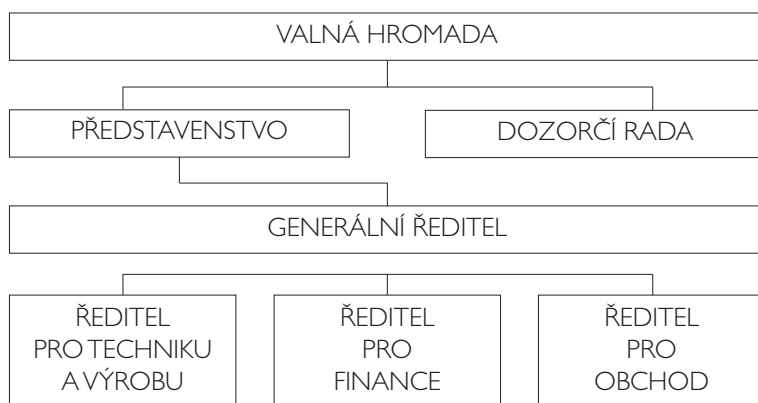 VALNÁ HROMADA
PŘEDSTAVENSTVO
DOZORČÍ RADA
GENERÁLNÍ ŘEDITEL
ŘEDITEL
PRO TECHNIKU
A VÝROBU
ŘEDITEL
PRO
FINANCE
ŘEDITEL
PRO
OBCHOD